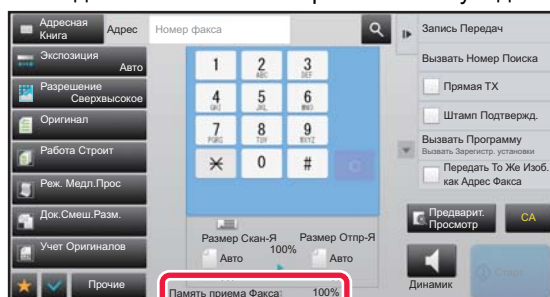 Адресная
Книга
Адрес
Номер факса
Экспозиция
Авто
Разрешение
Сверхвысокое
Оригинал
Работа Строит
Реж. Медл.Прос
Док.Смеш.Разм.
Учет Оригиналов
Прочие
1
2
ABC
3
DEF
4
GHI
5
JKL
6
MNO
7
PQRS
8
TUV
9
WXYZ
0
#
C
Размер Скан-Я
100%
Размер Отпр-Я
Авто
Авто
Память приема Факса:
100%
Запись Передач
Вызвать Номер Поиска
Прямая TX
Штамп Подтвержд.
Вызвать Программу
Вызвать Зарегистр. установки
Передать То Же Изоб.
как Адрес Факса
Предварит.
Просмотр
CA
Динамик
Старт